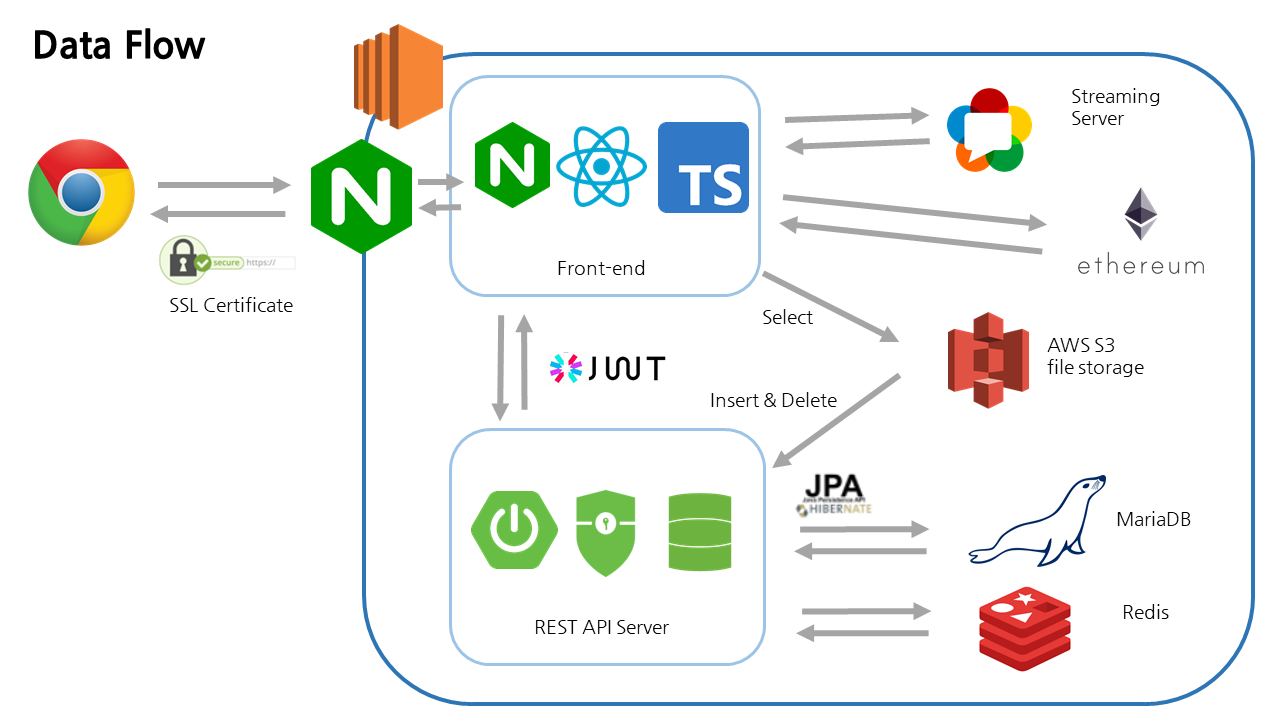 Data Flow
Streaming
Server
N
N
TS
Front-end
ethereum
secure https://
SSL Certificate
Select
AWS S3
file storage
JWT
Insert & Delete
JPA
Java Persistence API
HIBERNATE
MariaDB
Redis
REST API Server